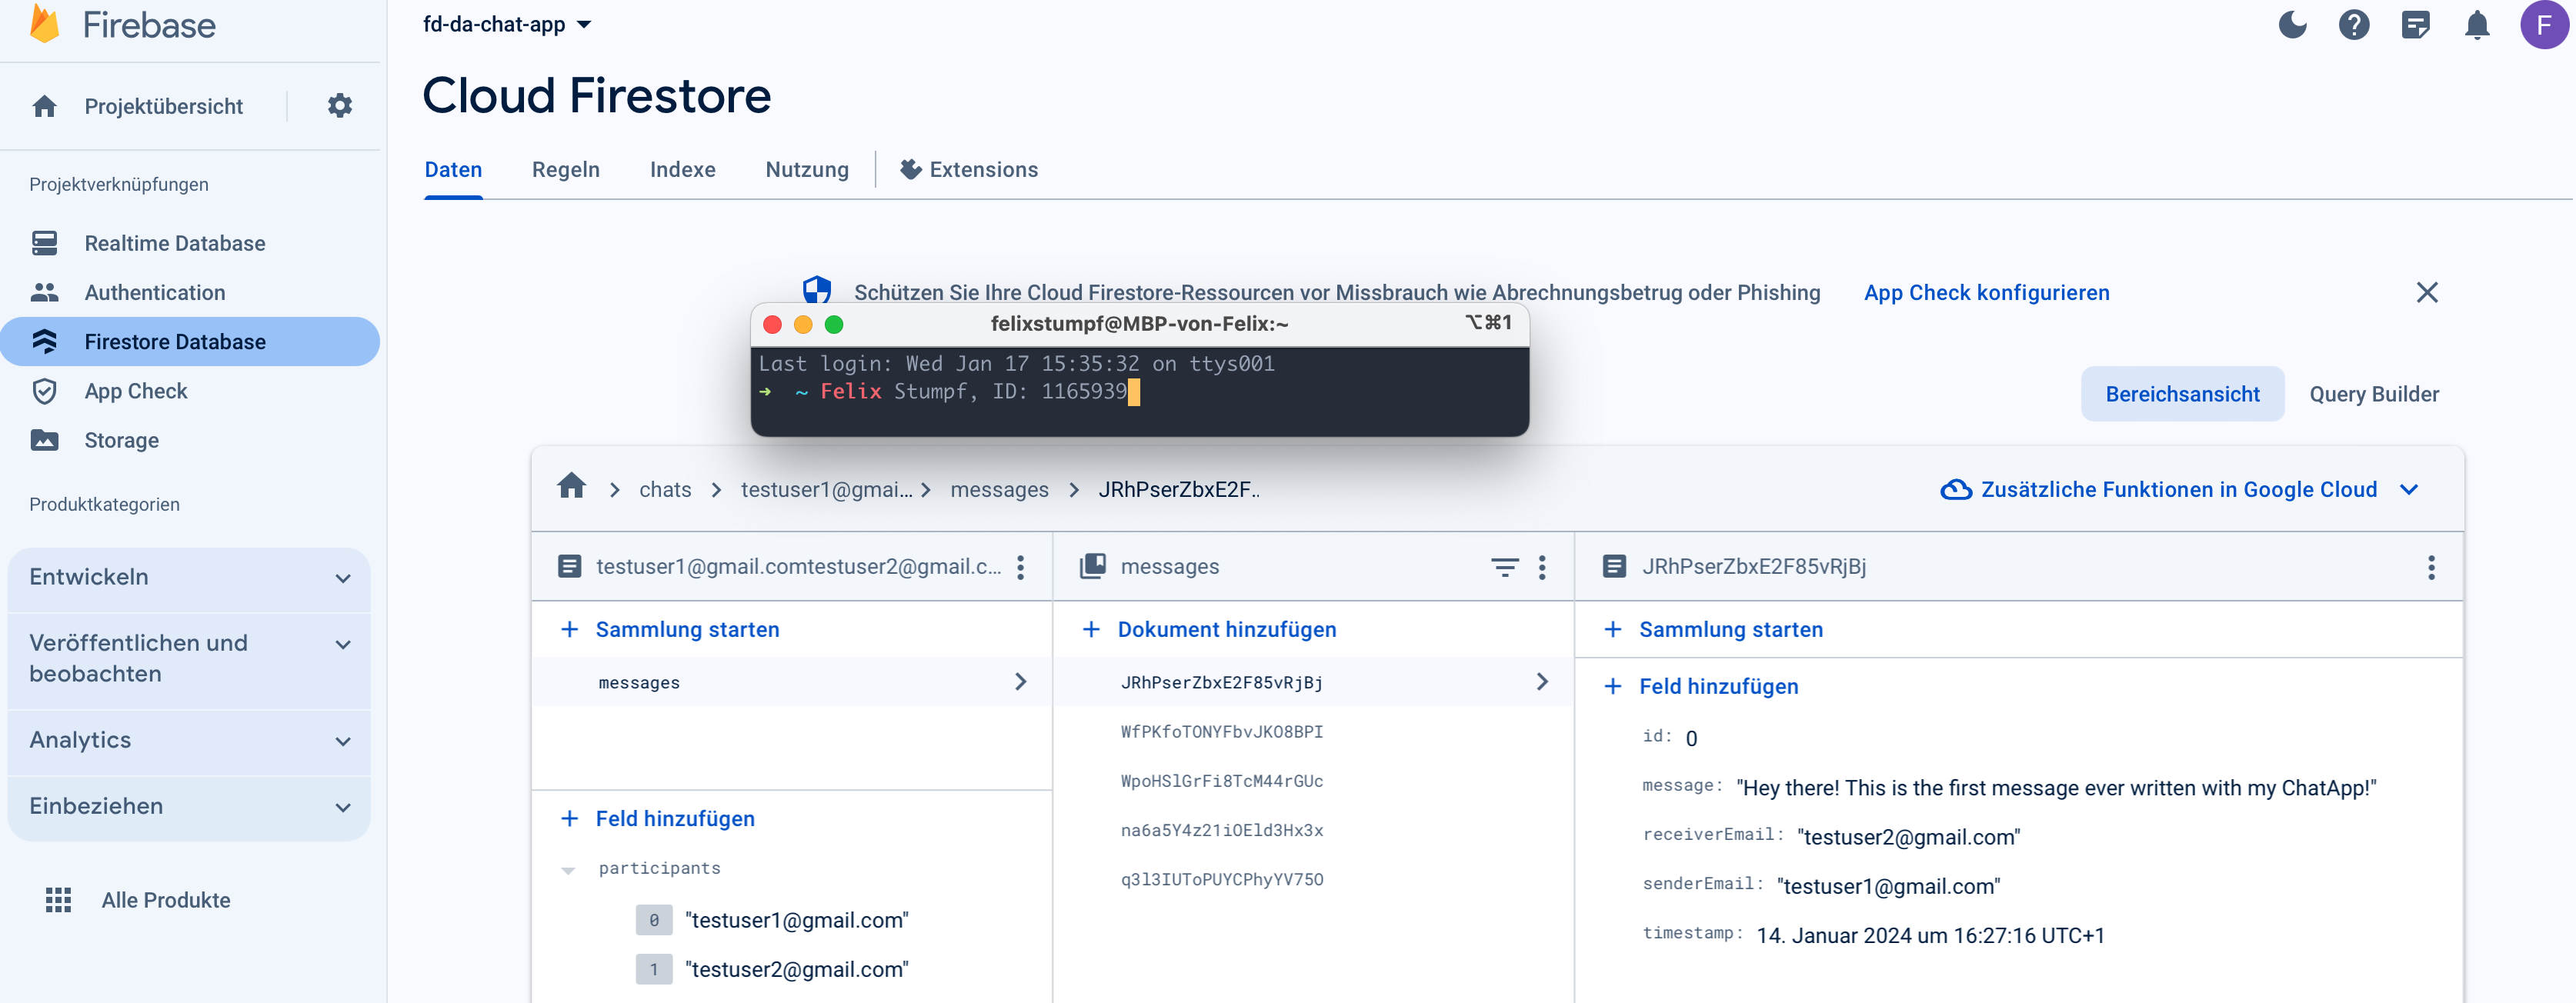 Firebase
fd-da-chat-app
F
Projektübersicht
Cloud Firestore
Projektverknüpfungen
Daten Regeln Indexe Nutzung Extensions
Realtime Database
Authentication
Firestore Database
App Check
Storage
Schützen Sie Ihre Cloud Firestore-Ressourcen vor Missbrauch wie Abrechnungsbetrug oder Phishing App Check konfigurieren
felixstumpf@MBP-von-Felix:~ ⌥⌘1
Last login: Wed Jan 17 15:35:32 on ttys001
➜ ~ Felix Stumpf, ID: 1165939
Bereichsansicht Query Builder
Produktkategorien
Entwickeln
Veröffentlichen und
beobachten
Analytics
Einbeziehen
Alle Produkte
chats > testuser1@gmai... > messages > JRhPserZbxE2F..
Zusätzliche Funktionen in Google Cloud
testuser1@gmail.comtestuser2@gmail.c...
+ Sammlung starten
messages
+ Feld hinzufügen
participants
0 "testuser1@gmail.com"
1 "testuser2@gmail.com"
messages
+ Dokument hinzufügen
JRhPserZbxE2F85vRjBj
WfPKfoTONYFbvJKO8BPI
WpoHSlGrFi8TcM44rGUc
na6a5Y4z21iOEld3Hx3x
q3l3IUToPUYCPhyYV75O
JRhPserZbxE2F85vRjBj
+ Sammlung starten
+ Feld hinzufügen
id: 0
message: "Hey there! This is the first message ever written with my ChatApp!"
receiverEmail: "testuser2@gmail.com"
senderEmail: "testuser1@gmail.com"
timestamp: 14. Januar 2024 um 16:27:16 UTC+1